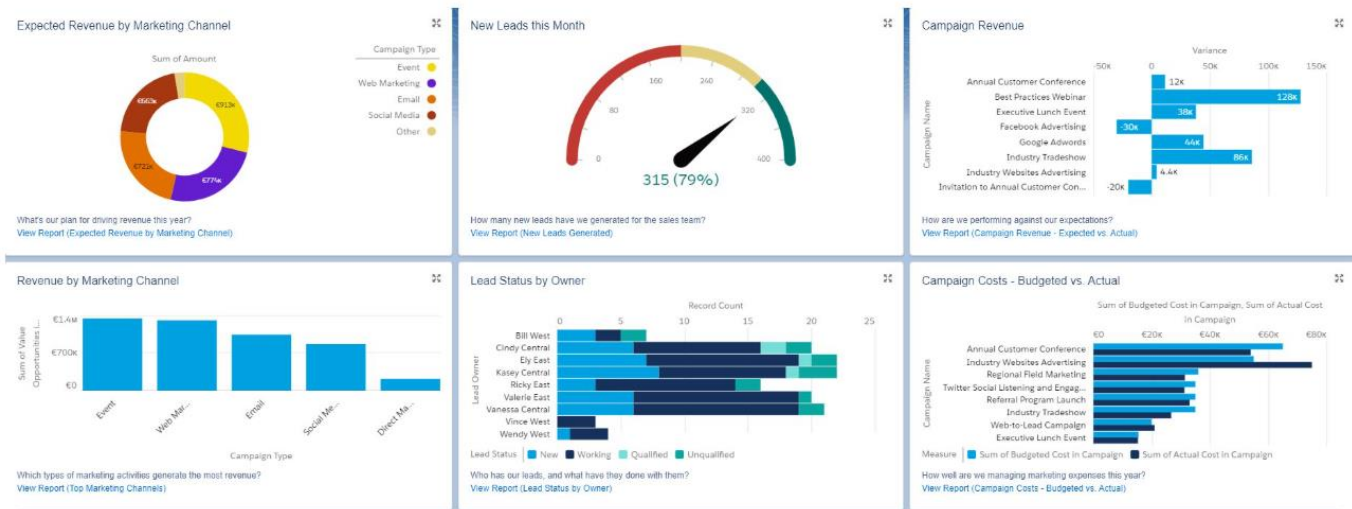 Expected Revenue by Marketing Channel
Sum of Amount
Campaign Type
Event
Web Marketing
Email
Social Media
Other
€913K
€774K
€722K
€563K
What's our plan for driving revenue this year?
View Report (Expected Revenue by Marketing Channel)
New Leads this Month
0
80
160
240
320
400
315 (79%)
How many new leads have we generated for the sales team?
View Report (New Leads Generated)
Campaign Revenue
Variance
-50K 0 50K 100K 150K
Campaign Name
Annual Customer Conference 12K
Best Practices Webinar 128K
Executive Lunch Event 38K
Facebook Advertising -30K
Google Adwords 44K
Industry Tradeshow 86K
Industry Websites Advertising 4.4K
Invitation to Annual Customer Con... -20K
How are we performing against our expectations?
View Report (Campaign Revenue - Expected vs. Actual)
Revenue by Marketing Channel
Sum of Value
Opportunities i...
€1.4M
€700K
€0
Event
Web Mar...
Email
Social Me...
Direct Ma...
Campaign Type
Which types of marketing activities generate the most revenue?
View Report (Top Marketing Channels)
Lead Status by Owner
Record Count
0 5 10 15 20 25
Lead Owner
Bill West
Cindy Central
Ely East
Kasey Central
Ricky East
Valerie East
Vanessa Central
Vince West
Wendy West
Lead Status New Working Qualified Unqualified
Who has our leads, and what have they done with them?
View Report (Lead Status by Owner)
Campaign Costs - Budgeted vs. Actual
Sum of Budgeted Cost in Campaign, Sum of Actual Cost
in Campaign
€0 €20K €40K €60K €80K
Campaign Name
Annual Customer Conference
Industry Websites Advertising
Regional Field Marketing
Twitter Social Listening and Engag...
Referral Program Launch
Industry Tradeshow
Web-to-Lead Campaign
Executive Lunch Event
Measure Sum of Budgeted Cost in Campaign Sum of Actual Cost in Campaign
How well are we managing marketing expenses this year?
View Report (Campaign Costs - Budgeted vs. Actual)